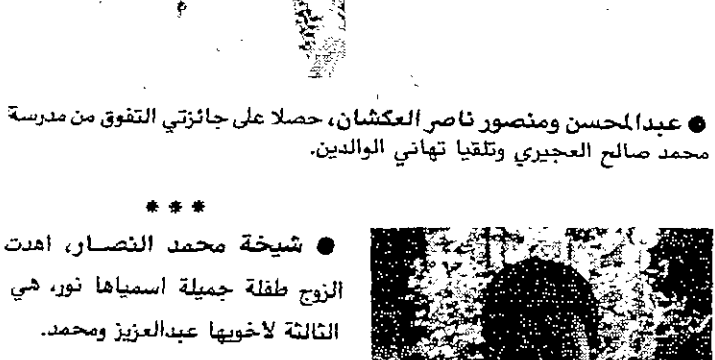 ● عبدالمحسن ومنصور ناصر العكشان، حصلا على جائزتي التفوق من مدرسة
محمد صالح العجيري وتلقيا تهاني الوالدين.
* * *
● شيخة محمد النصـار، اهدت
الزوج طفلة جميلة اسمياها نور، هي
الثالثة لاخويها عبدالعزيز ومحمد.